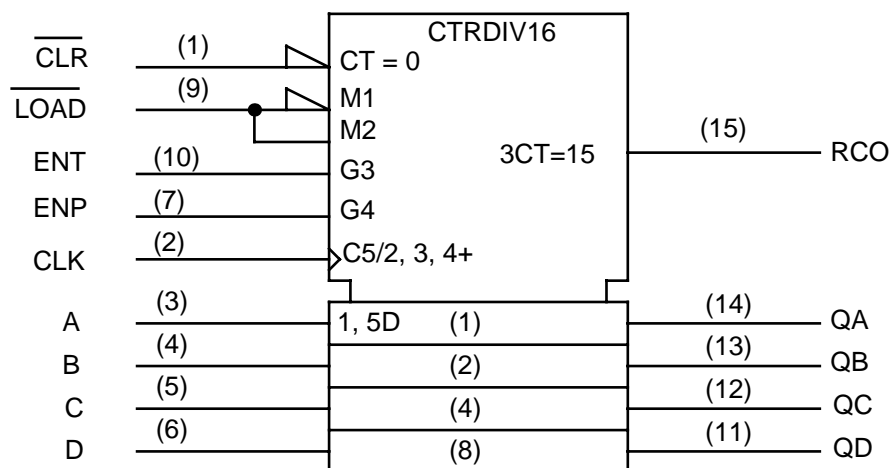 CTRDIV16
CLR (1) CT = 0
LOAD (9) M1
M2
ENT (10) G3 3CT=15 (15) RCO
ENP (7) G4
CLK (2) C5/2, 3, 4+
A (3) 1, 5D (1) (14) QA
B (4) (2) (13) QB
C (5) (4) (12) QC
D (6) (8) (11) QD